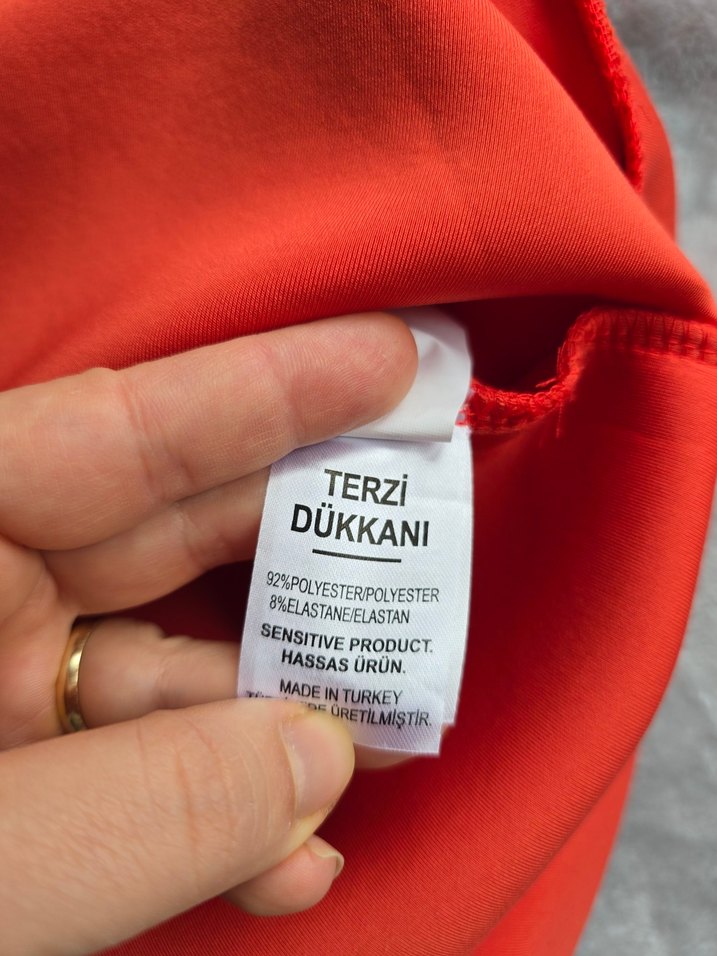 TERZİ
DÜKKANI
92%POLYESTER/POLYESTER
8%ELASTANE/ELASTAN
SENSITIVE PRODUCT.
HASSAS ÜRÜN.
MADE IN TURKEY
ÜRETİLMİŞTİR.